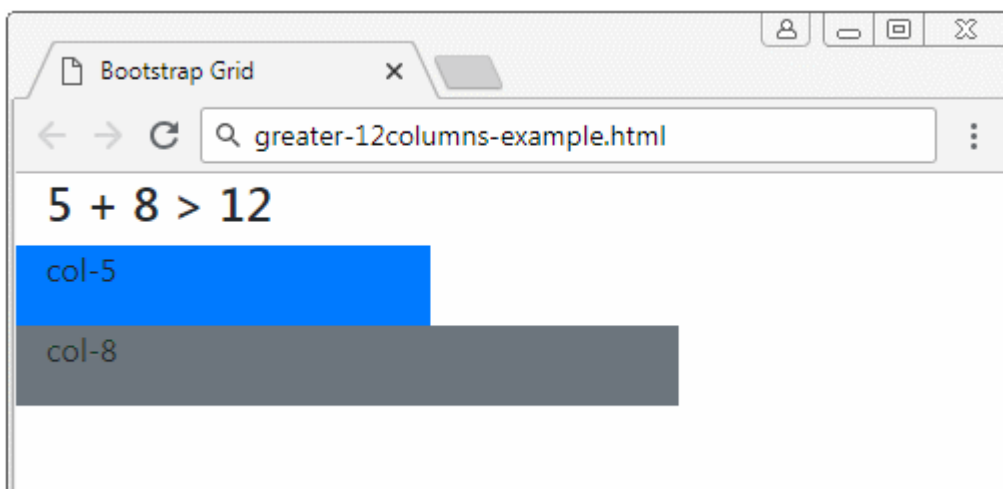 Bootstrap Grid
greater-12columns-example.html
5 + 8 > 12
col-5
col-8